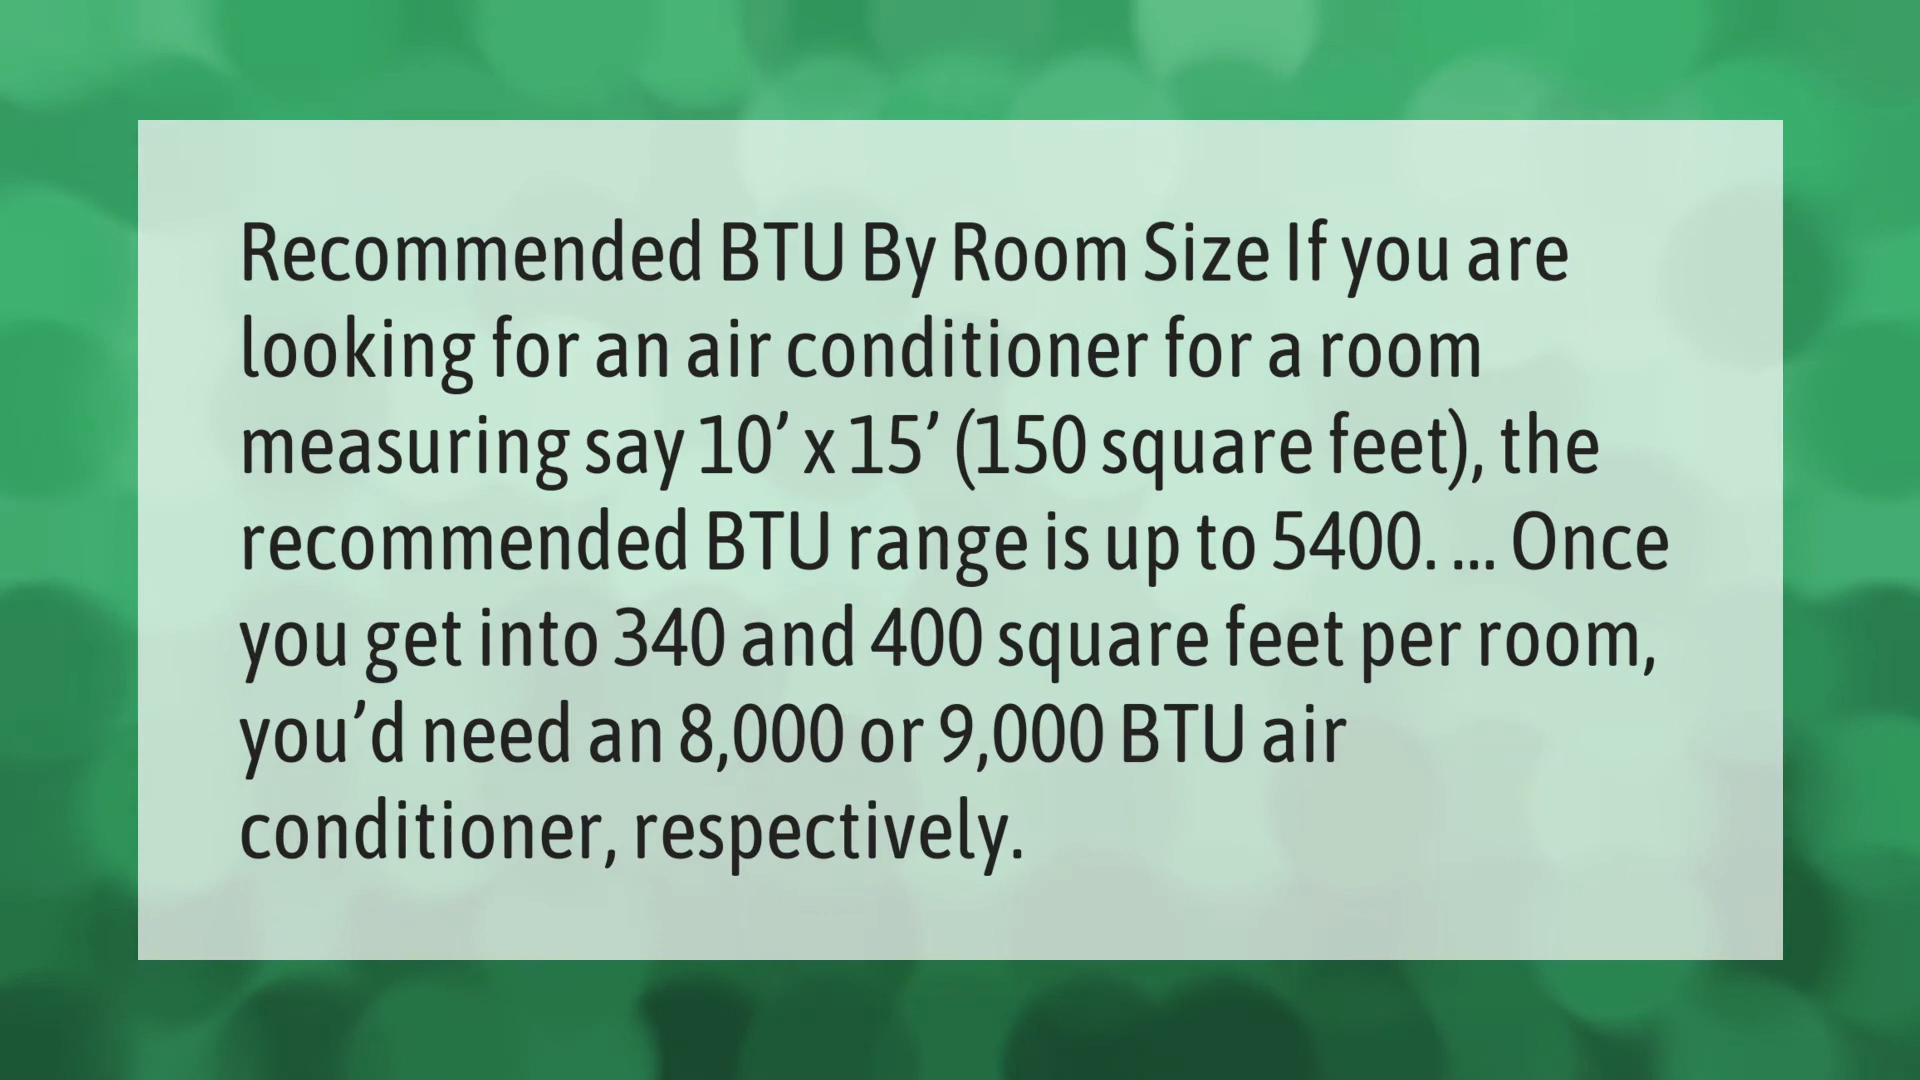 Recommended BTU By Room Size If you are
looking for an air conditioner for a room
measuring say 10’ x 15’ (150 square feet), the
recommended BTU range is up to 5400. ... Once
you get into 340 and 400 square feet per room,
you’d need an 8,000 or 9,000 BTU air
conditioner, respectively.